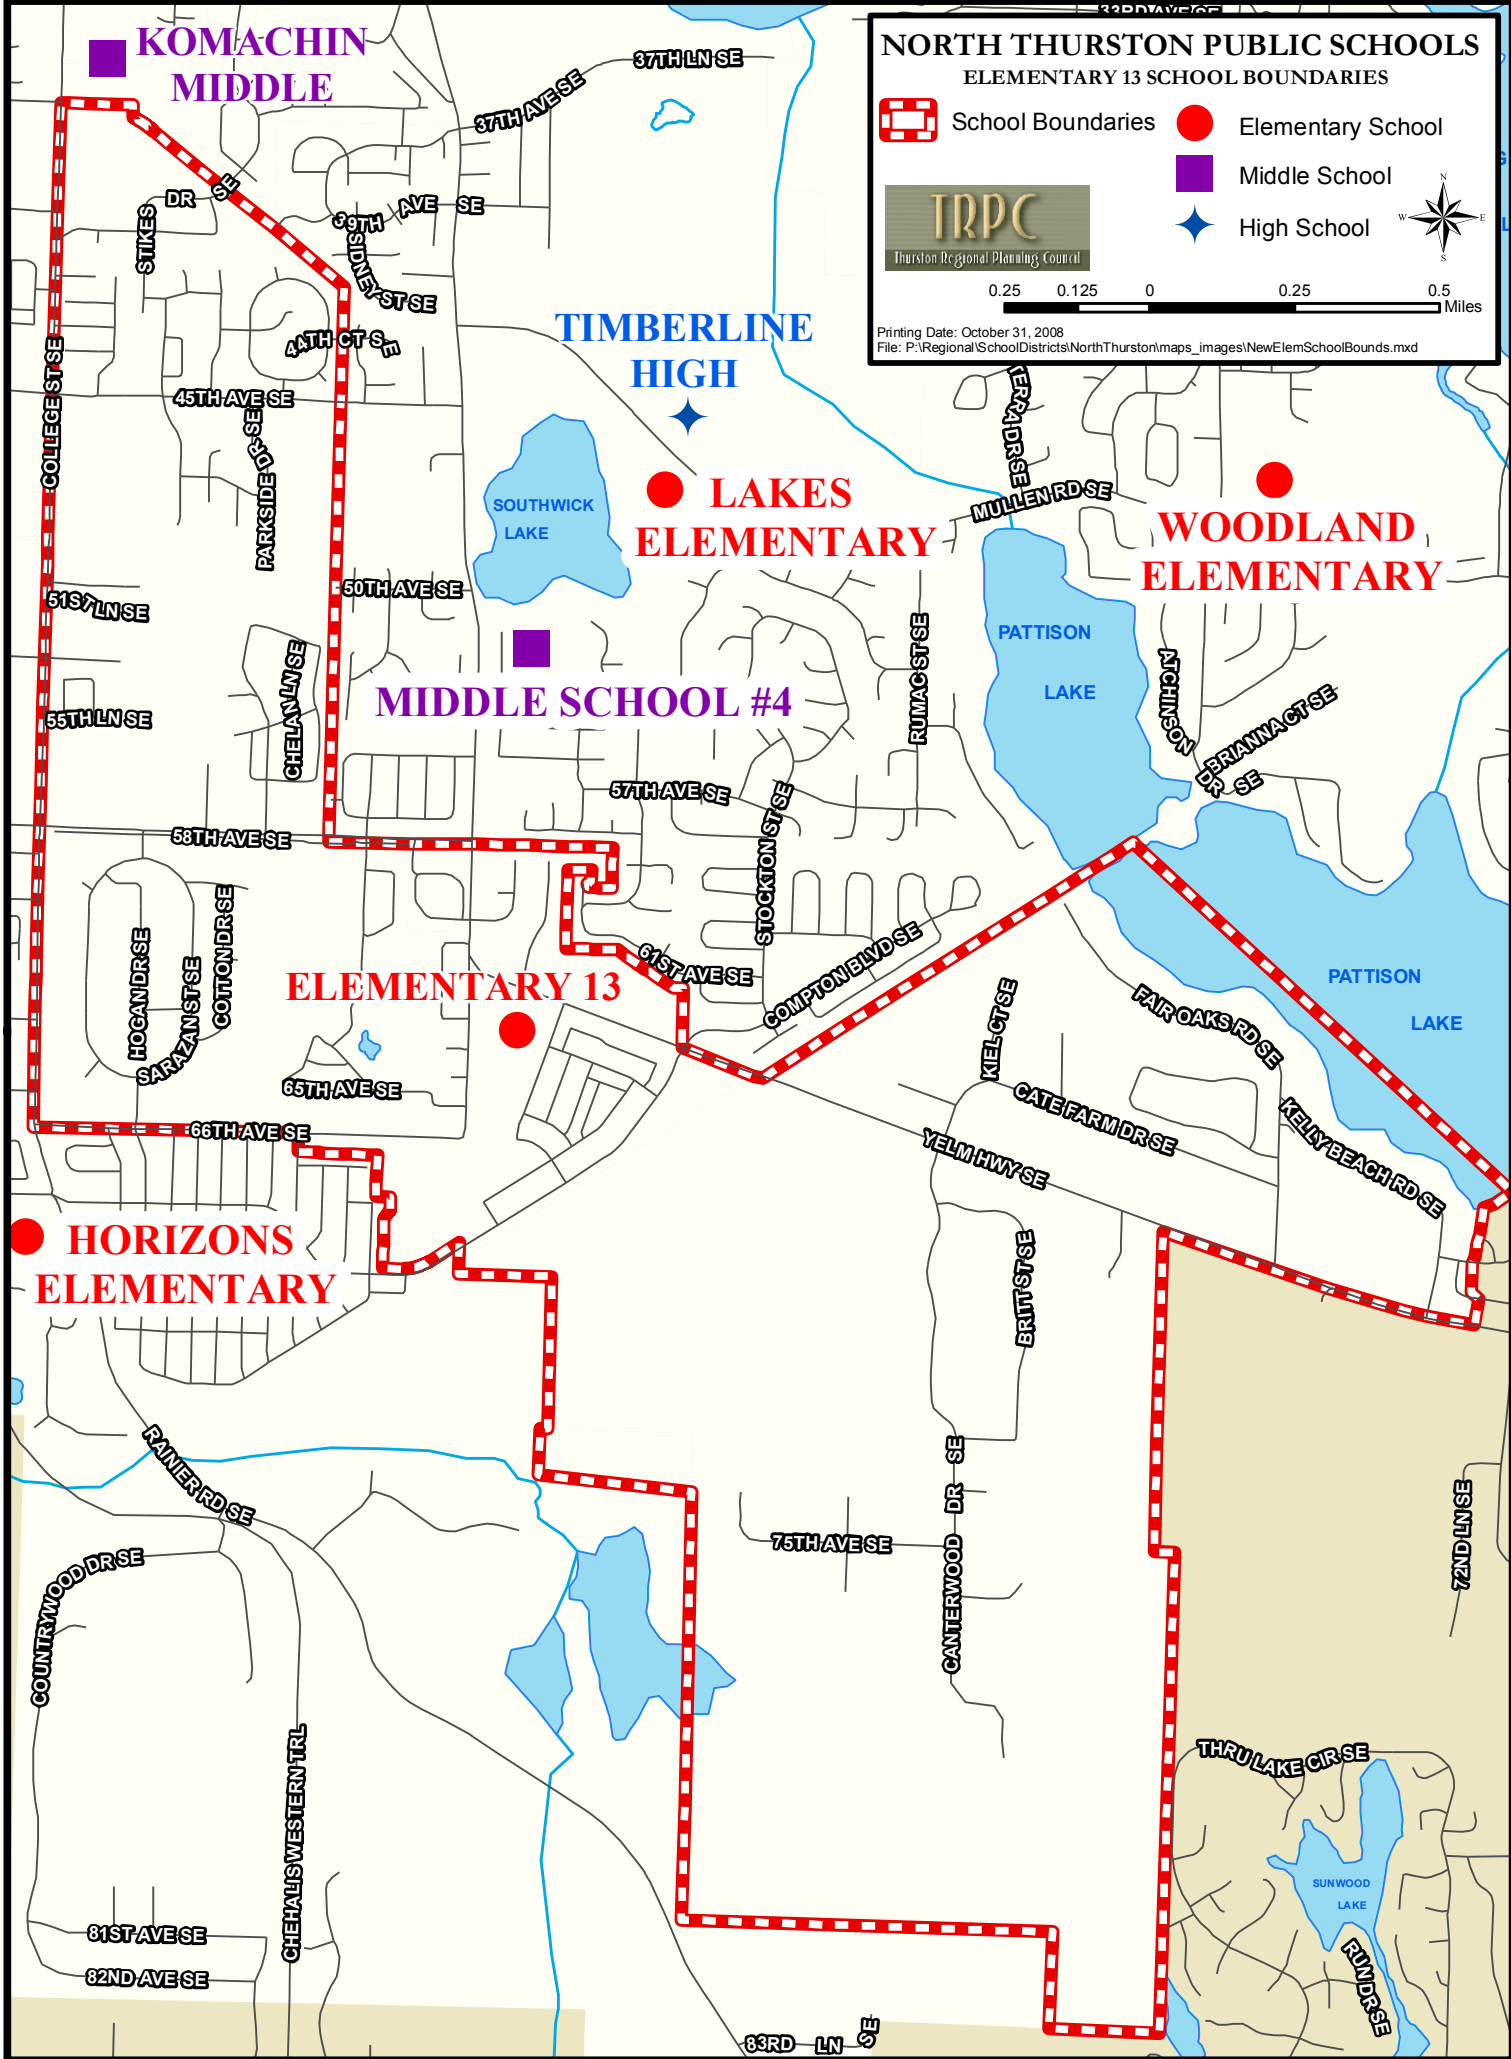 33RD AVE SE
KOMACHIN
MIDDLE
NORTH THURSTON PUBLIC SCHOOLS
ELEMENTARY 13 SCHOOL BOUNDARIES
School Boundaries
Elementary School
Middle School
High School
TRPC
Thurston Regional Planning Council
N
W
E
S
0.25
0.125
0
0.25
0.5
Miles
Printing Date: October 31, 2008
File: P:\Regional\SchoolDistricts\NorthThurston\maps_images\NewElemSchoolBounds.mxd
37TH LN SE
37TH AVE SE
STIKES DR SE
39TH AVE SE
SIDNEY ST SE
44TH CT SE
TIMBERLINE
HIGH
COLLEGE ST SE
45TH AVE SE
PARKSIDE DR SE
SOUTHWICK
LAKE
LAKES
ELEMENTARY
MULLEN RD SE
WOODLAND
ELEMENTARY
51ST LN SE
50TH AVE SE
PATTISON
LAKE
RUMAC ST SE
ATCHINSON DR SE
BRIANNA CT SE
CHELAN LN SE
55TH LN SE
MIDDLE SCHOOL #4
57TH AVE SE
STOCKTON ST SE
58TH AVE SE
HOGAN DR SE
SARAZAN ST SE
COTTON DR SE
61ST AVE SE
COMPTON BLVD SE
ELEMENTARY 13
PATTISON
LAKE
KIEL CT SE
FAIR OAKS RD SE
65TH AVE SE
CATE FARM DR SE
KELLY BEACH RD SE
66TH AVE SE
YELM HWY SE
HORIZONS
ELEMENTARY
BRITT ST SE
RAINIER RD SE
CANTERWOOD DR SE
75TH AVE SE
72ND LN SE
COUNTRYWOOD DR SE
CHEHALIS WESTERN TRL
THRU LAKE CIR SE
SUNWOOD
LAKE
RUN DR SE
81ST AVE SE
82ND AVE SE
83RD LN SE